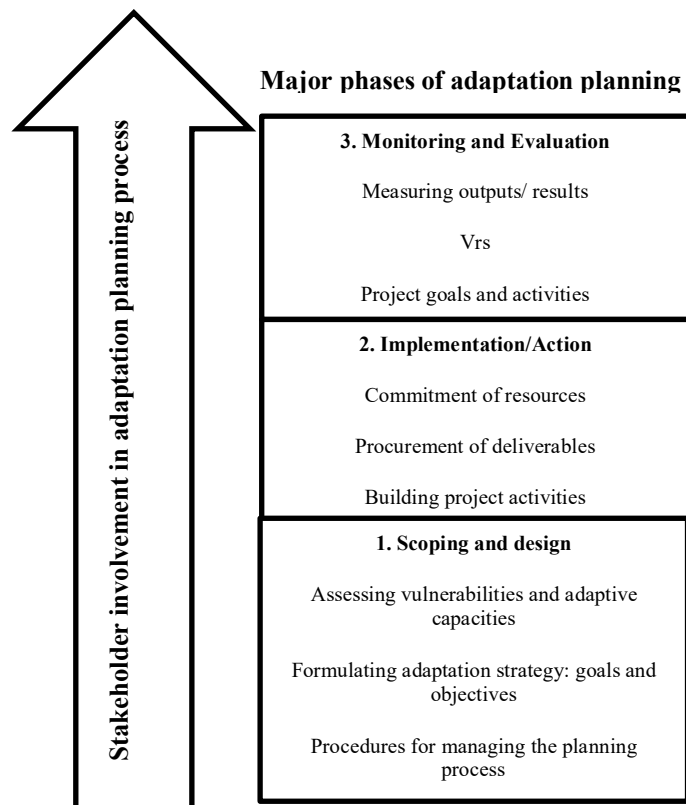 Major phases of adaptation planning
Stakeholder involvement in adaptation planning process
3. Monitoring and Evaluation
Measuring outputs/ results
Vrs
Project goals and activities
2. Implementation/Action
Commitment of resources
Procurement of deliverables
Building project activities
1. Scoping and design
Assessing vulnerabilities and adaptive
capacities
Formulating adaptation strategy: goals and
objectives
Procedures for managing the planning
process